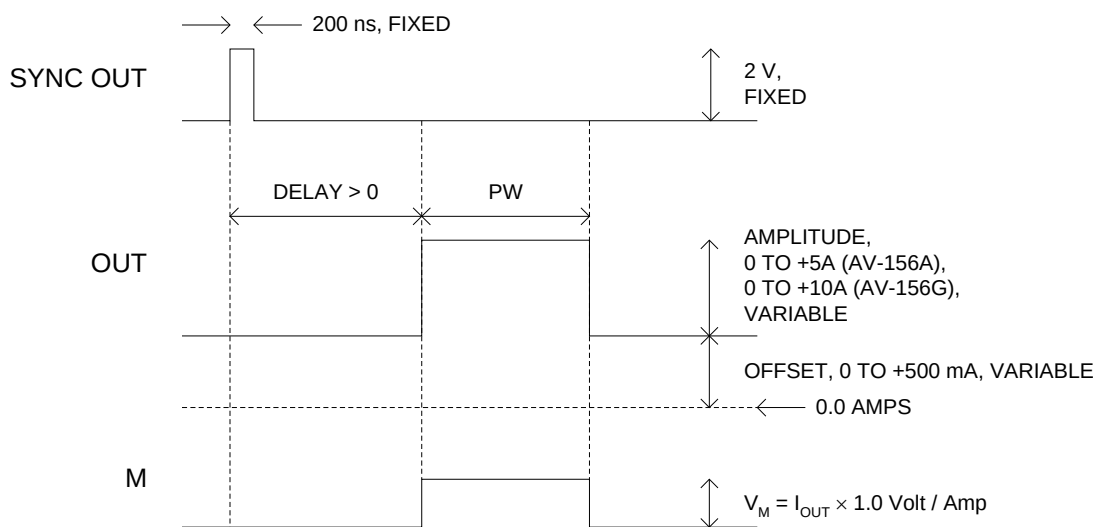 200 ns, FIXED
SYNC OUT
2 V,
FIXED
DELAY > 0
PW
OUT
AMPLITUDE,
0 TO +5A (AV-156A),
0 TO +10A (AV-156G),
VARIABLE
OFFSET, 0 TO +500 mA, VARIABLE
0.0 AMPS
M
V_M = I_OUT × 1.0 Volt / Amp